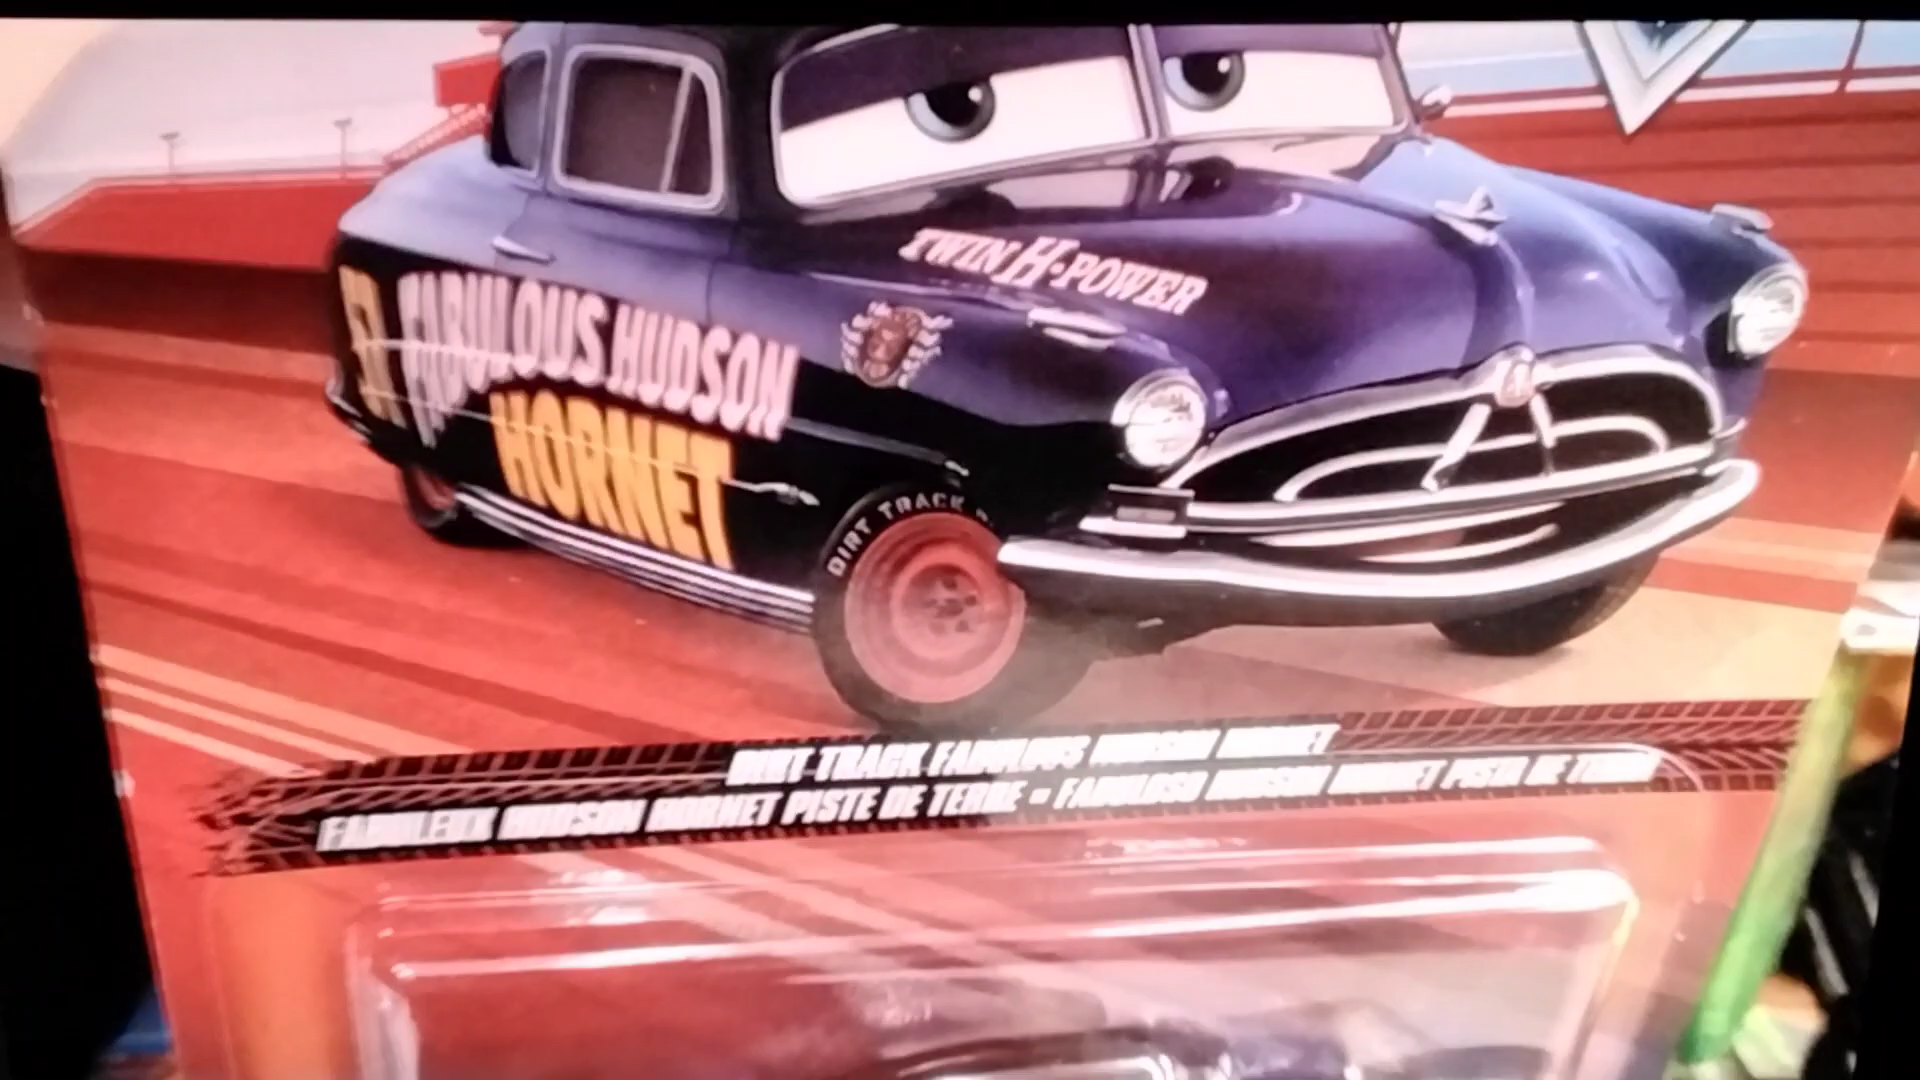 TWIN H-POWER
51 FABULOUS HUDSON
HORNET
DIRT TRACK
DIRT TRACK FABULOUS HUDSON HORNET
FABULEUX HUDSON HORNET PISTE DE TERRE • FABULOSO HUDSON HORNET PISTA DE TIERRA